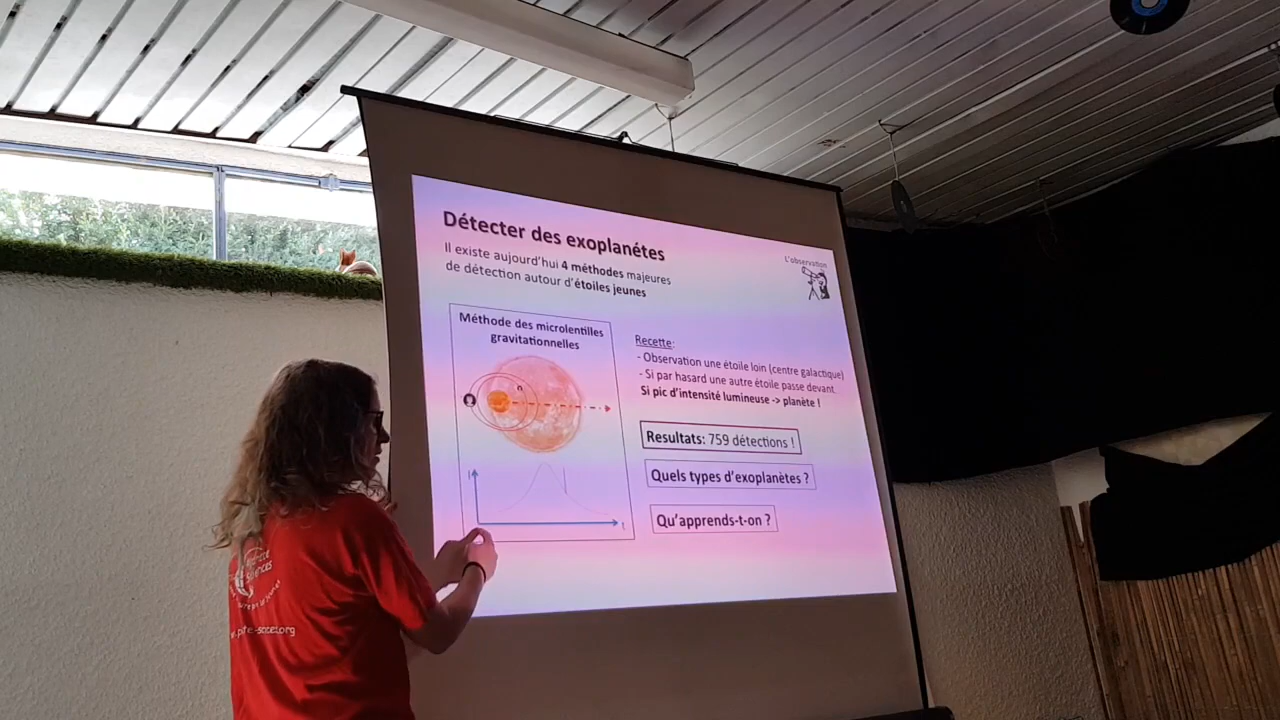 Détecter des exoplanétes
Il existe aujourd'hui 4 méthodes majeures
de détection autour d'étoiles jeunes
L'observation
Méthode des microlentilles
gravitationnelles
I
t
Recette:
- Observation une étoile loin (centre galactique)
- Si par hasard une autre étoile passe devant
Si pic d'intensité lumineuse -> planète !
Resultats: 759 détections !
Quels types d'exoplanètes ?
Qu'apprends-t-on ?
Sciences